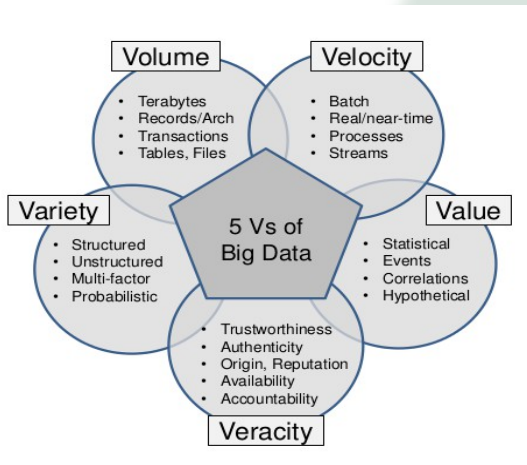 Volume
• Terabytes
• Records/Arch
• Transactions
• Tables, Files
Velocity
• Batch
• Real/near-time
• Processes
• Streams
Variety
• Structured
• Unstructured
• Multi-factor
• Probabilistic
5 Vs of
Big Data
Value
• Statistical
• Events
• Correlations
• Hypothetical
• Trustworthiness
• Authenticity
• Origin, Reputation
• Availability
• Accountability
Veracity